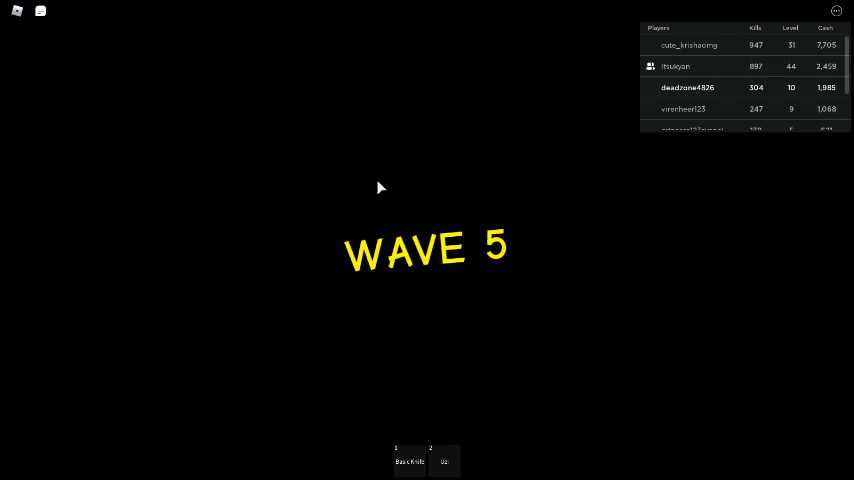 Players Kills Level Cash
cute_krishaomg 947 31 7,705
Itsukyan 897 44 2,459
deadzone4826 304 10 1,985
virenheer123 247 9 1,068
WAVE 5
1 2
Basic Knife Uzi